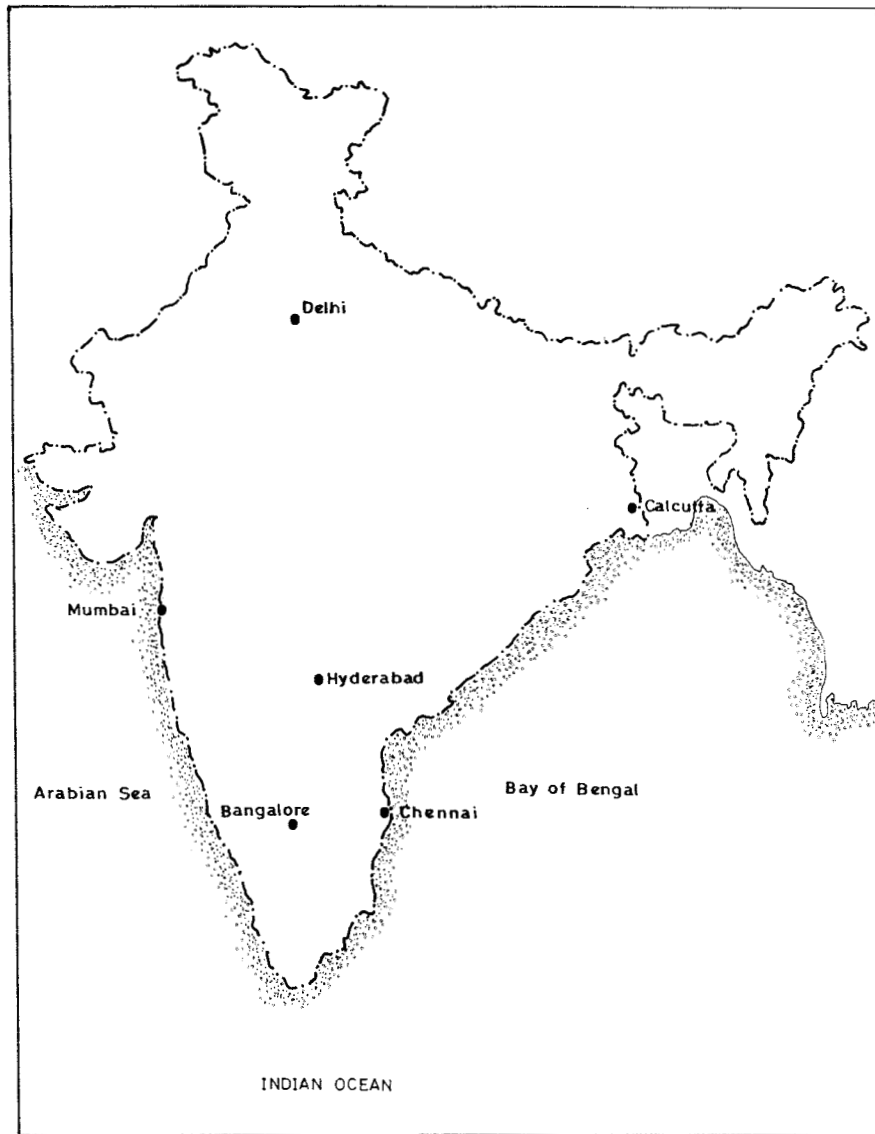 Delhi
Calcutta
Mumbai
Hyderabad
Arabian Sea
Bay of Bengal
Bangalore
Chennai
INDIAN OCEAN